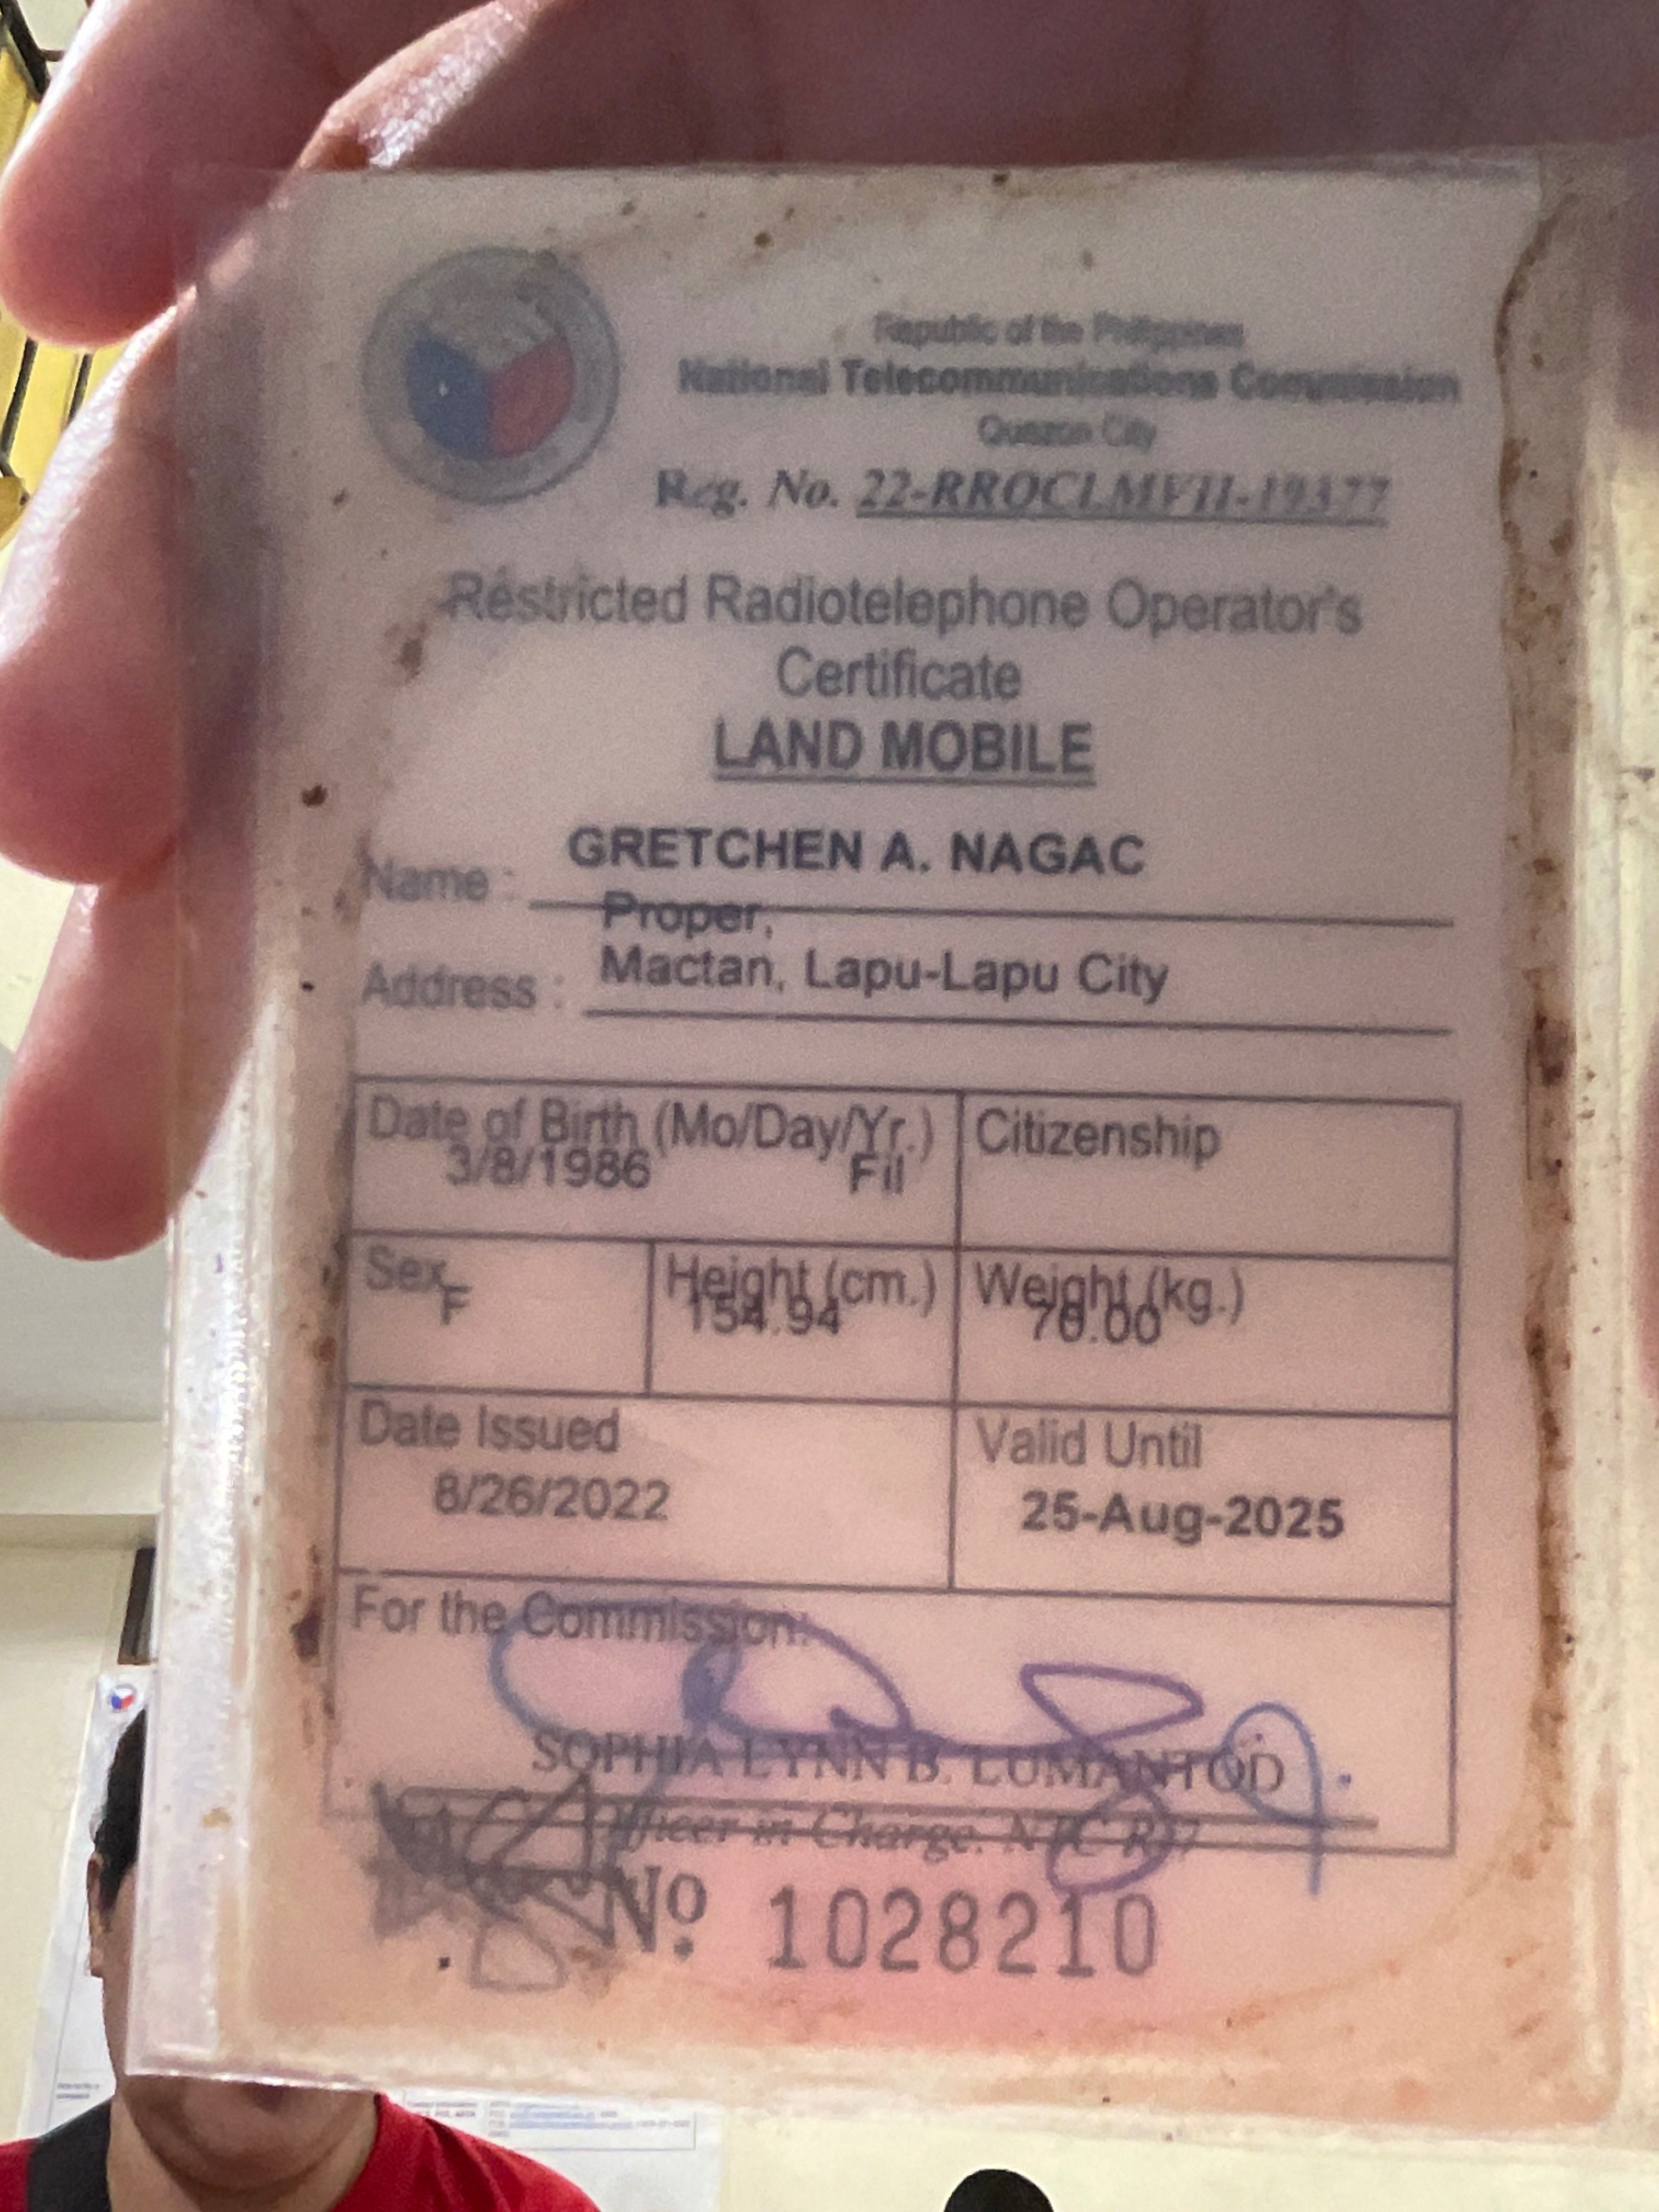 Republic of the Philippines
National Telecommunications Commission
Quezon City
Reg. No. 22-RROCLMVII-19377
Restricted Radiotelephone Operator's
Certificate
LAND MOBILE
Name : GRETCHEN A. NAGAC
Proper,
Address : Mactan, Lapu-Lapu City
Date of Birth (Mo/Day/Yr.) Citizenship
3/8/1986 Fil
Sex Height (cm.) Weight (kg.)
F 154.94 70.00
Date Issued Valid Until
8/26/2022 25-Aug-2025
For the Commission:
SOPHIA LYNN B. LUMANTOD
Officer in Charge. NTC R-7
No. 1028210